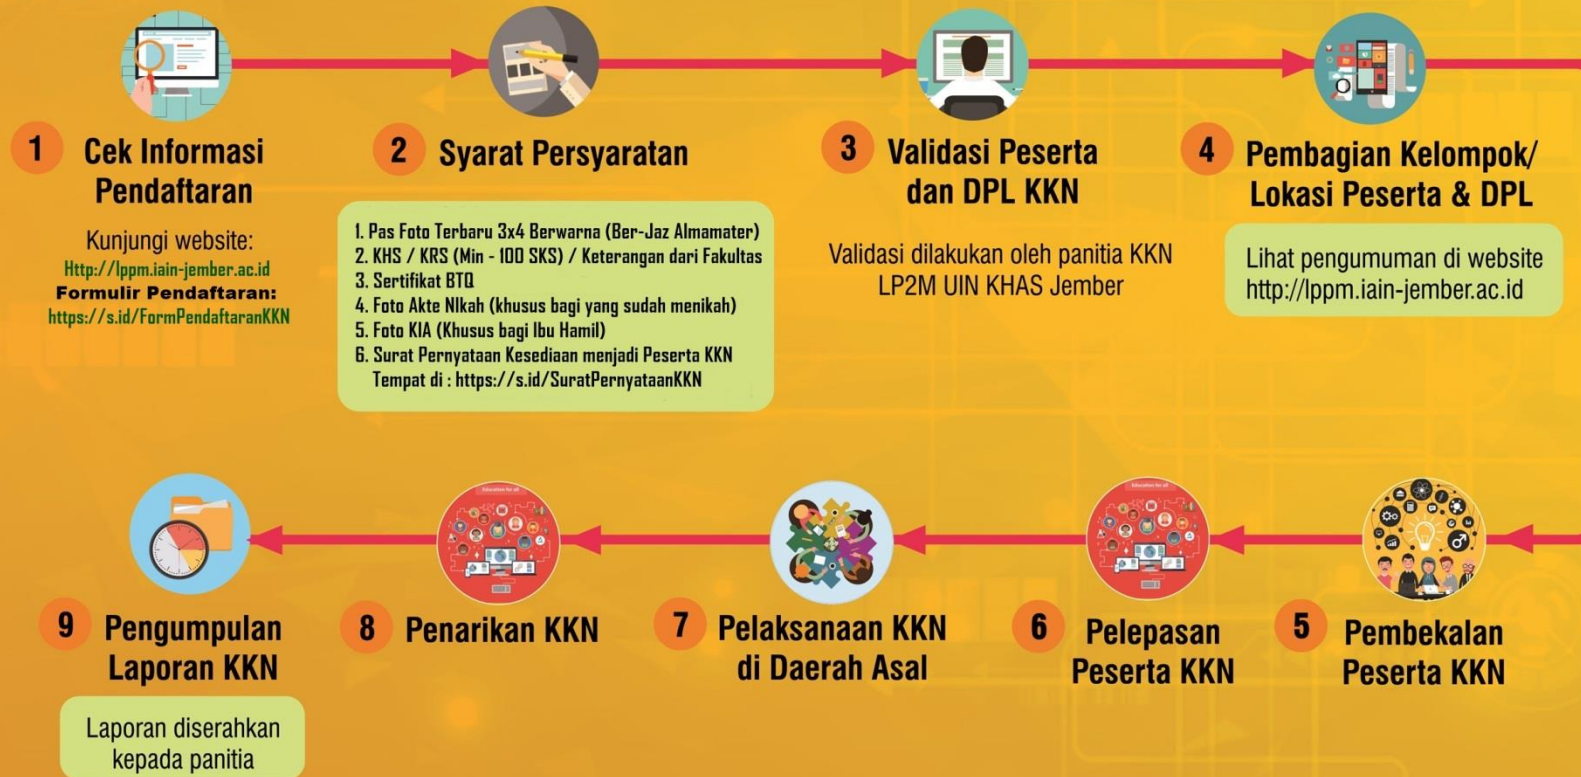 1 Cek Informasi
Pendaftaran
Kunjungi website:
Http://lppm.iain-jember.ac.id
Formulir Pendaftaran:
https://s.id/FormPendaftaranKKN
2 Syarat Persyaratan
1. Pas Foto Terbaru 3x4 Berwarna (Ber-Jaz Almamater)
2. KHS / KRS (Min - 100 SKS) / Keterangan dari Fakultas
3. Sertifikat BTQ
4. Foto Akte NIkah (khusus bagi yang sudah menikah)
5. Foto KIA (Khusus bagi Ibu Hamil)
6. Surat Pernyataan Kesediaan menjadi Peserta KKN
Tempat di : https://s.id/SuratPernyataanKKN
3 Validasi Peserta
dan DPL KKN
Validasi dilakukan oleh panitia KKN
LP2M UIN KHAS Jember
4 Pembagian Kelompok/
Lokasi Peserta & DPL
Lihat pengumuman di website
http://lppm.iain-jember.ac.id
5 Pembekalan
Peserta KKN
Education for all
6 Pelepasan
Peserta KKN
7 Pelaksanaan KKN
di Daerah Asal
Education for all
8 Penarikan KKN
9 Pengumpulan
Laporan KKN
Laporan diserahkan
kepada panitia